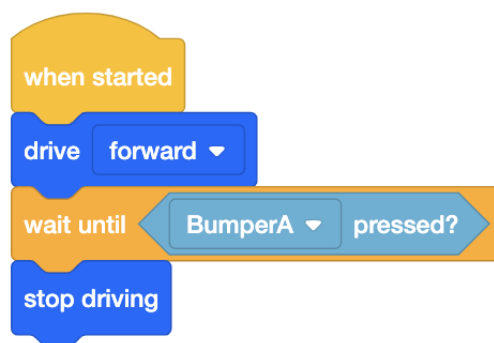 when started
drive forward
wait until BumperA pressed?
stop driving